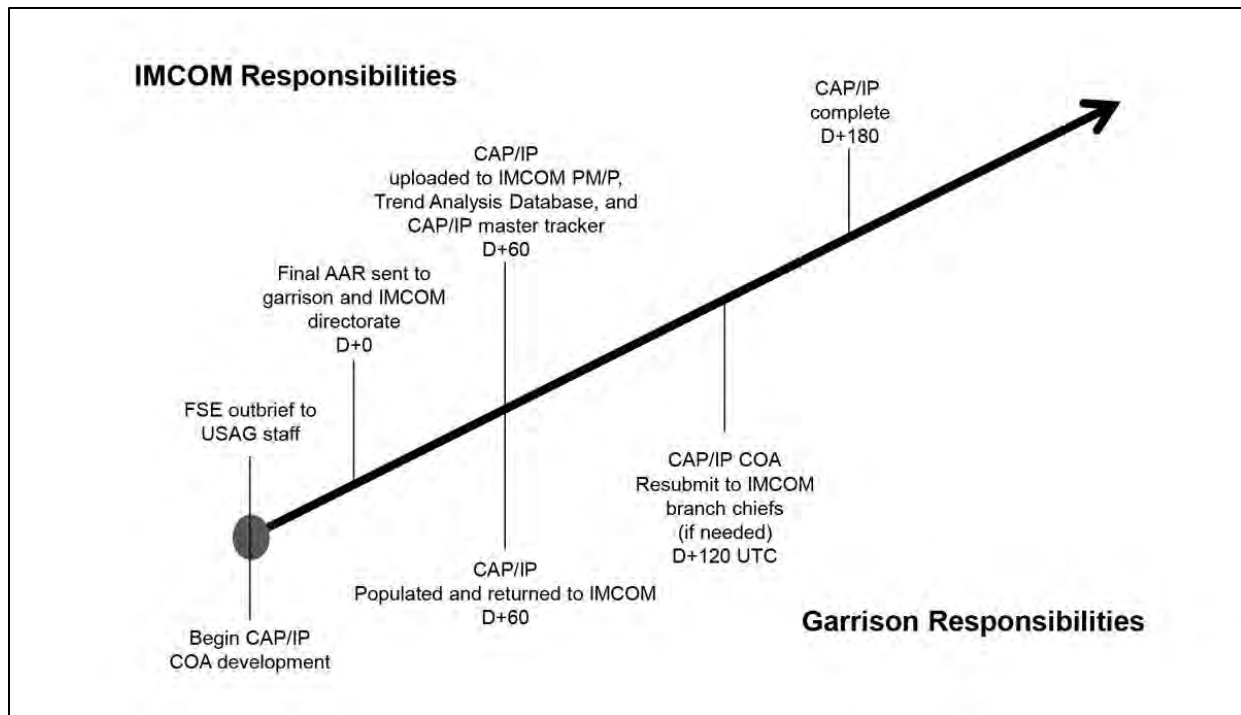 IMCOM Responsibilities
CAP/IP
complete
D+180
CAP/IP
uploaded to IMCOM PM/P,
Trend Analysis Database, and
CAP/IP master tracker
D+60
Final AAR sent to
garrison and IMCOM
directorate
D+0
FSE outbrief to
USAG staff
CAP/IP COA
Resubmit to IMCOM
branch chiefs
(if needed)
D+120 UTC
CAP/IP
Populated and returned to IMCOM
D+60
Begin CAP/IP
COA development
Garrison Responsibilities